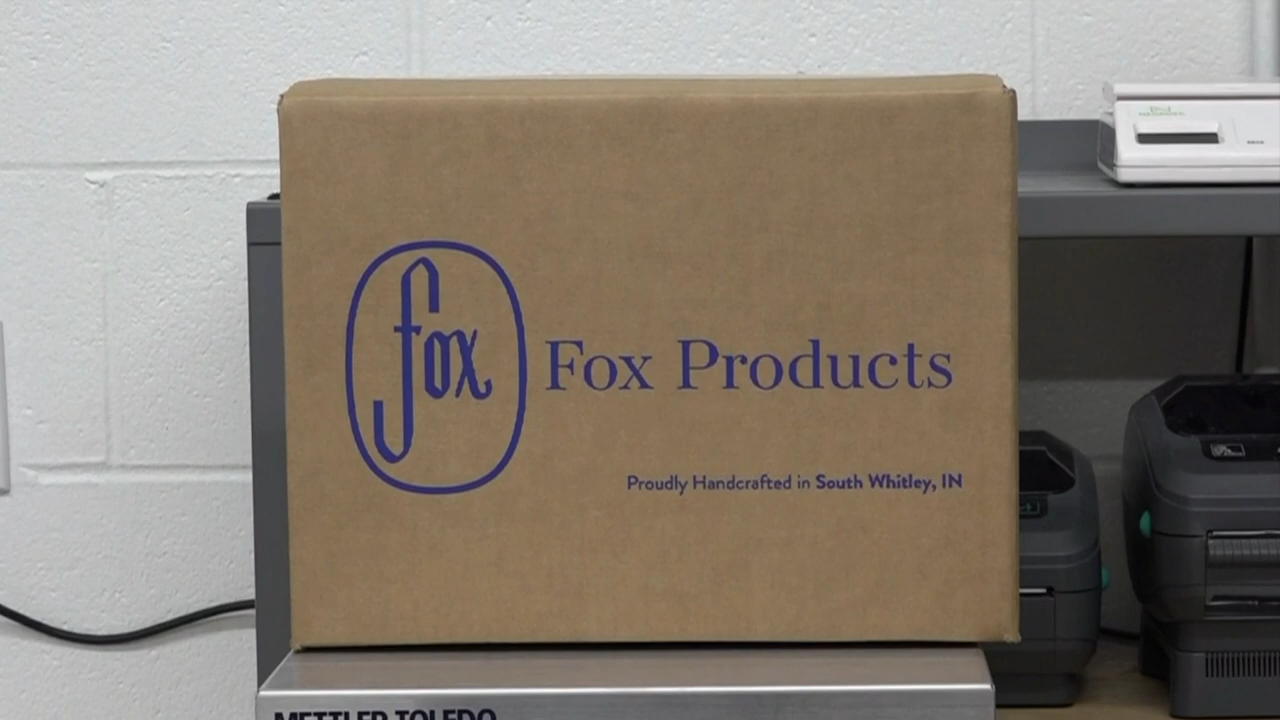 fox
Fox Products
Proudly Handcrafted in South Whitley, IN
METTLER TOLEDO